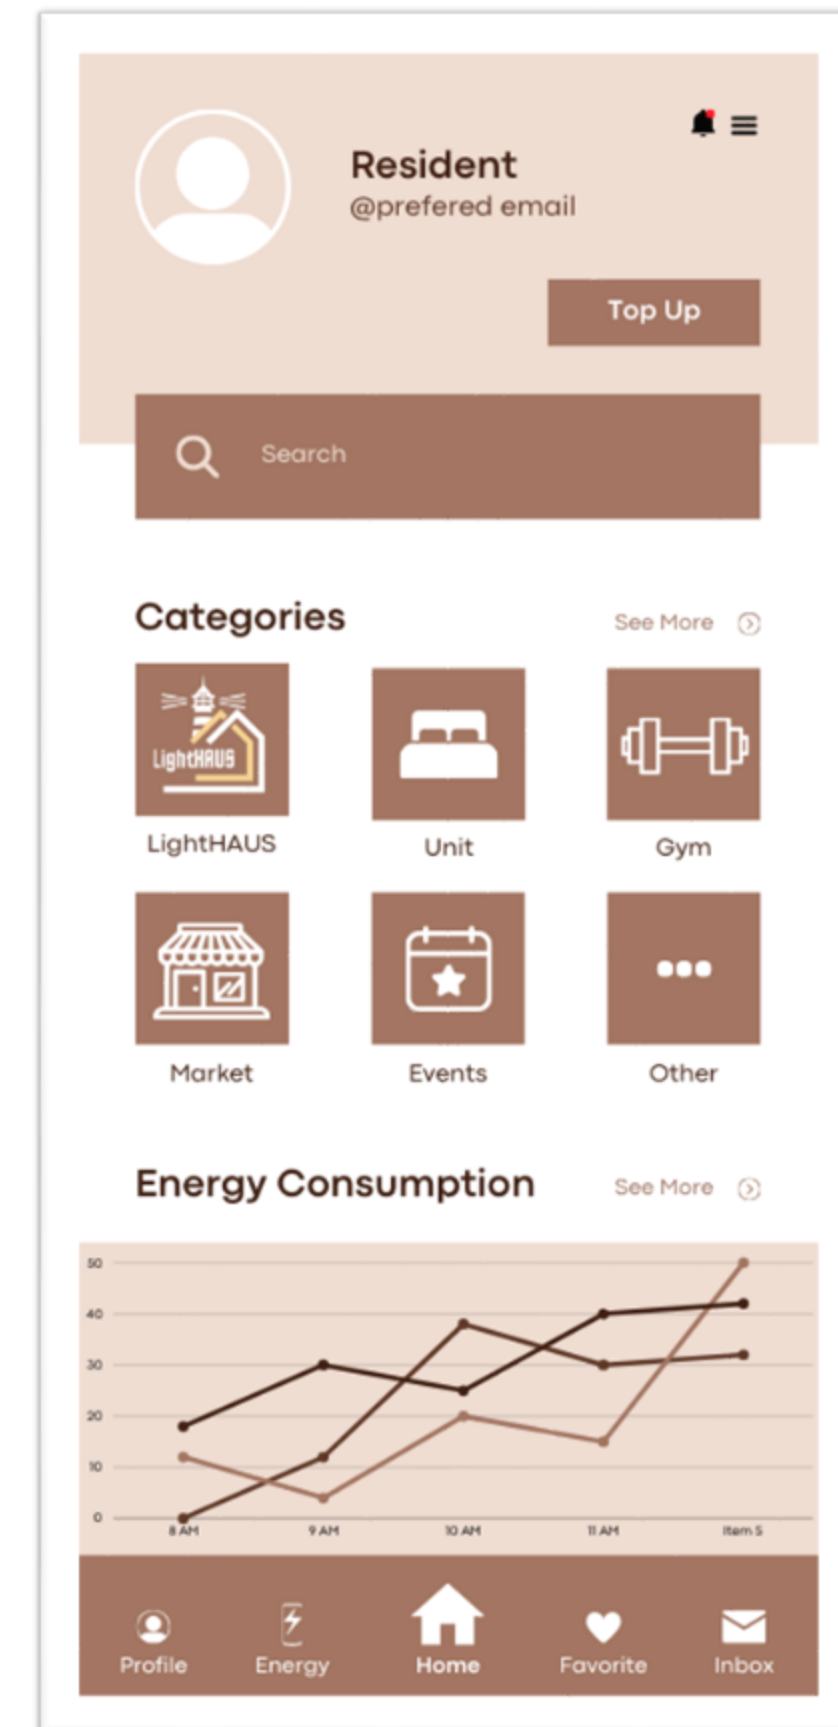 Resident
@prefered email
Top Up
Search
Categories
See More
LightHAUS
LightHAUS
Unit
Gym
Market
Events
Other
Energy Consumption
See More
50
40
30
20
10
0
8 AM
9 AM
10 AM
11 AM
Item 5
Profile
Energy
Home
Favorite
Inbox